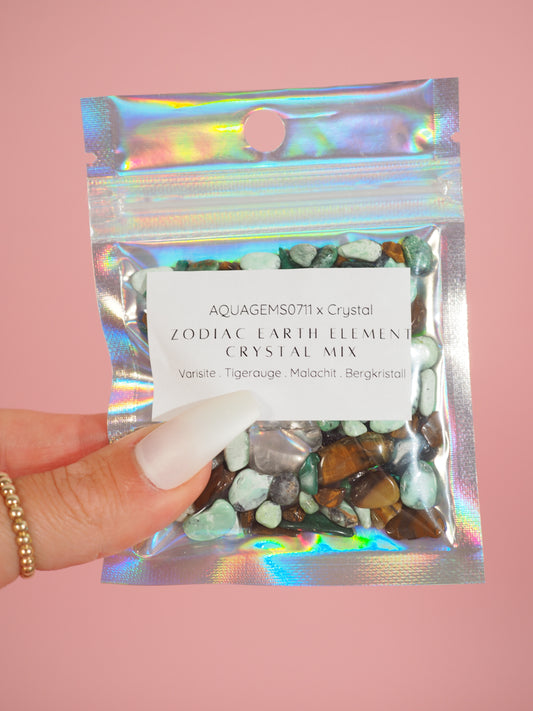 AQUAGEMS0711 x Crystal
ZODIAC EARTH ELEMENT
CRYSTAL MIX
Varisite . Tigerauge . Malachit . Bergkristall